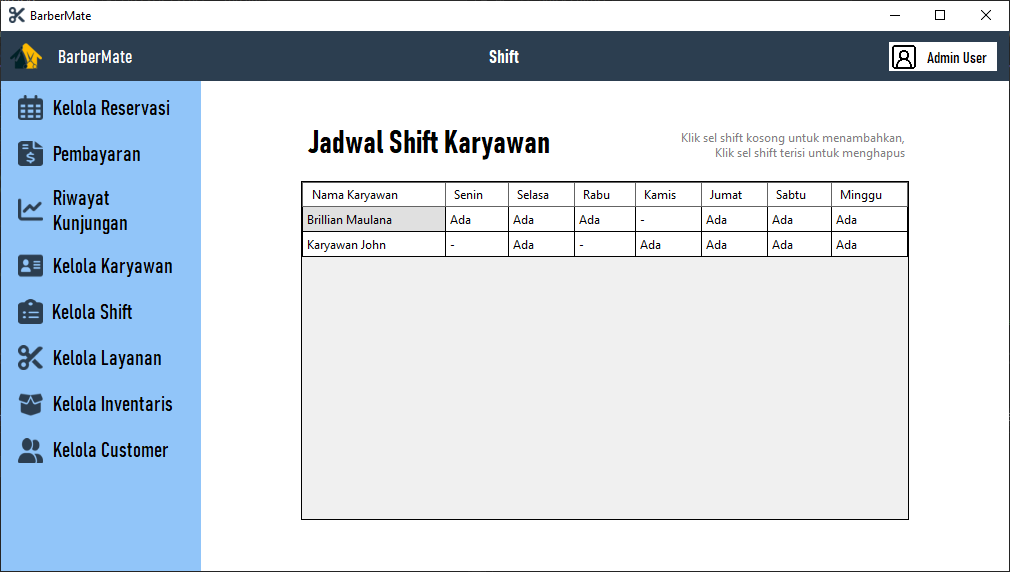 BarberMate
BarberMate
Shift
Admin User
Kelola Reservasi
Pembayaran
Riwayat
Kunjungan
Kelola Karyawan
Kelola Shift
Kelola Layanan
Kelola Inventaris
Kelola Customer
Jadwal Shift Karyawan
Klik sel shift kosong untuk menambahkan,
Klik sel shift terisi untuk menghapus
Nama Karyawan Senin Selasa Rabu Kamis Jumat Sabtu Minggu
Brillian Maulana Ada Ada Ada - Ada Ada Ada
Karyawan John - Ada - Ada Ada Ada Ada